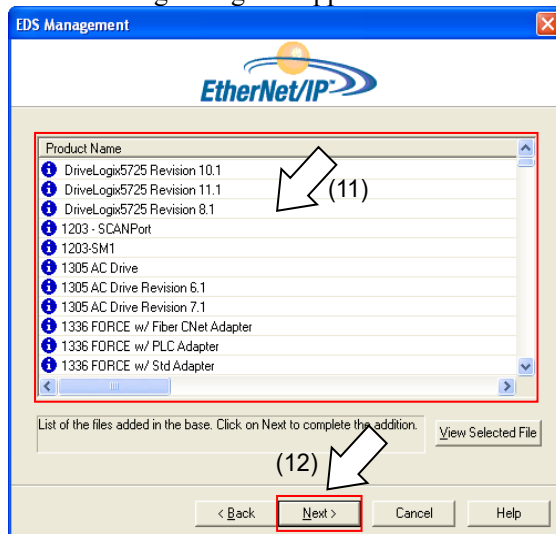 EDS Management
EtherNet/IP
Product Name
DriveLogix5725 Revision 10.1
DriveLogix5725 Revision 11.1
DriveLogix5725 Revision 8.1
(11)
1203 - SCANPort
1203-SM1
1305 AC Drive
1305 AC Drive Revision 6.1
1305 AC Drive Revision 7.1
1336 FORCE w/ Fiber CNet Adapter
1336 FORCE w/ PLC Adapter
1336 FORCE w/ Std Adapter
List of the files added in the base. Click on Next to complete the addition.
View Selected File
(12)
< Back
Next >
Cancel
Help